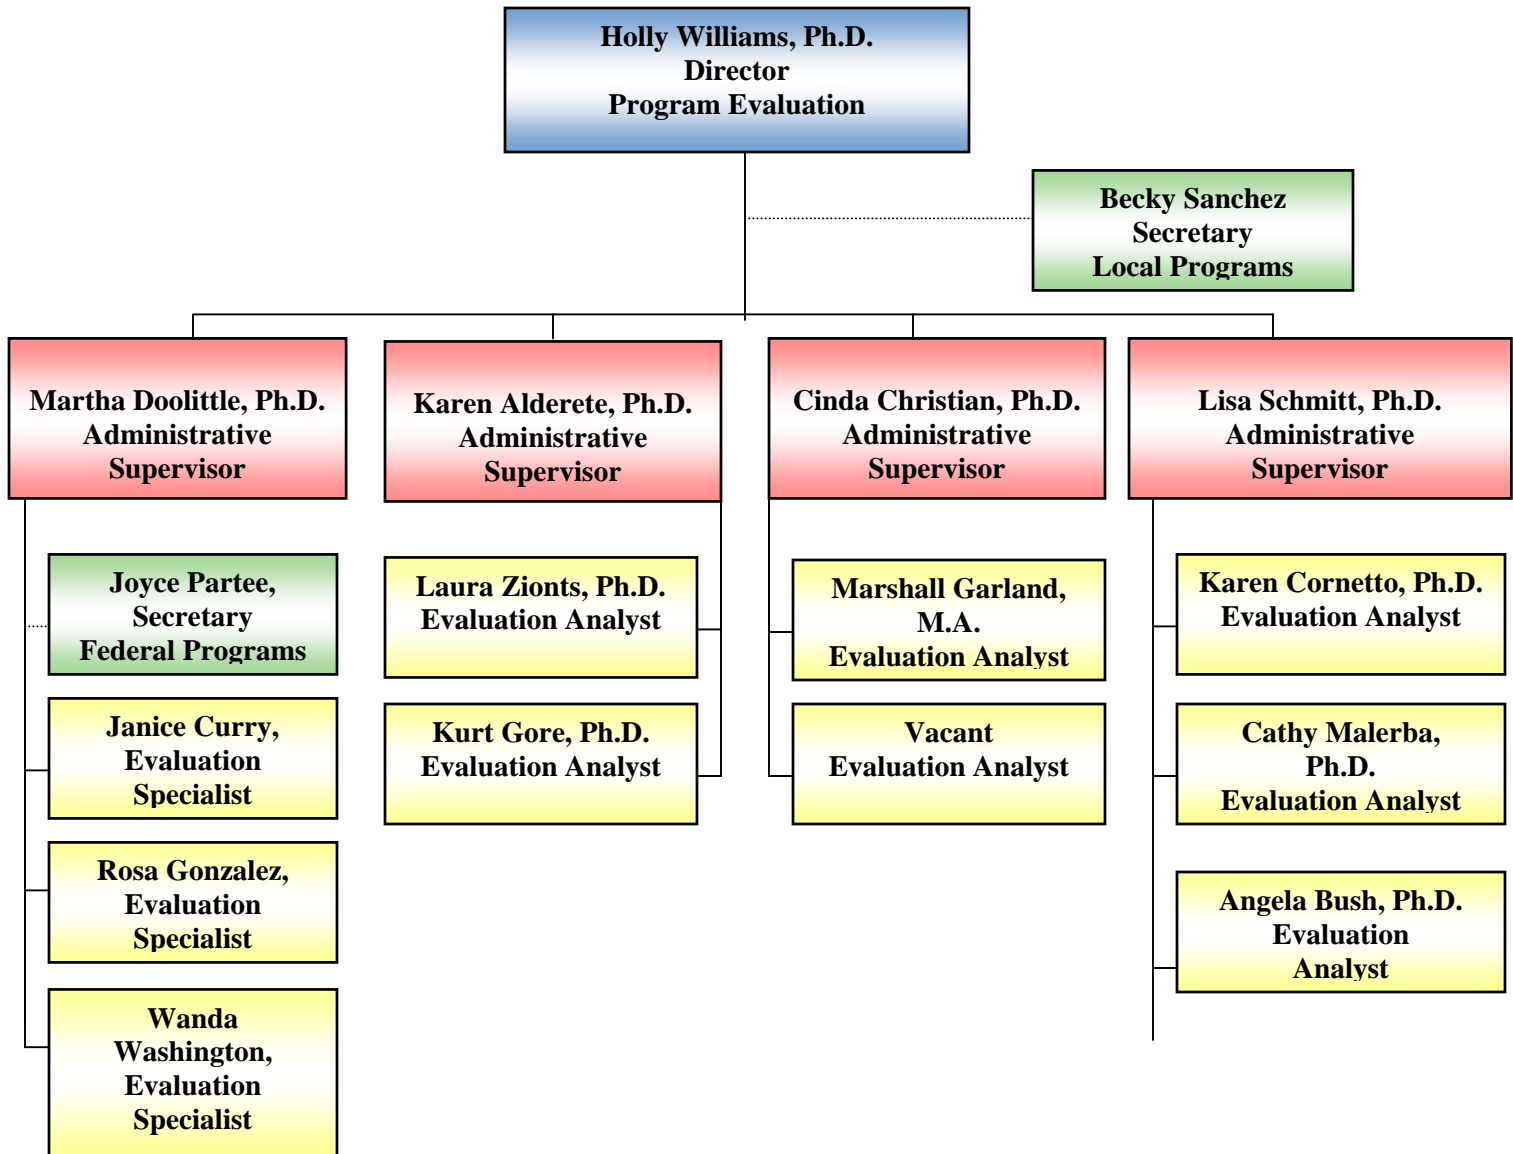 Holly Williams, Ph.D.
Director
Program Evaluation
Becky Sanchez
Secretary
Local Programs
Martha Doolittle, Ph.D.
Administrative
Supervisor
Karen Alderete, Ph.D.
Administrative
Supervisor
Cinda Christian, Ph.D.
Administrative
Supervisor
Lisa Schmitt, Ph.D.
Administrative
Supervisor
Joyce Partee,
Secretary
Federal Programs
Janice Curry,
Evaluation
Specialist
Rosa Gonzalez,
Evaluation
Specialist
Wanda
Washington,
Evaluation
Specialist
Laura Zionts, Ph.D.
Evaluation Analyst
Kurt Gore, Ph.D.
Evaluation Analyst
Marshall Garland,
M.A.
Evaluation Analyst
Vacant
Evaluation Analyst
Karen Cornetto, Ph.D.
Evaluation Analyst
Cathy Malerba,
Ph.D.
Evaluation Analyst
Angela Bush, Ph.D.
Evaluation
Analyst